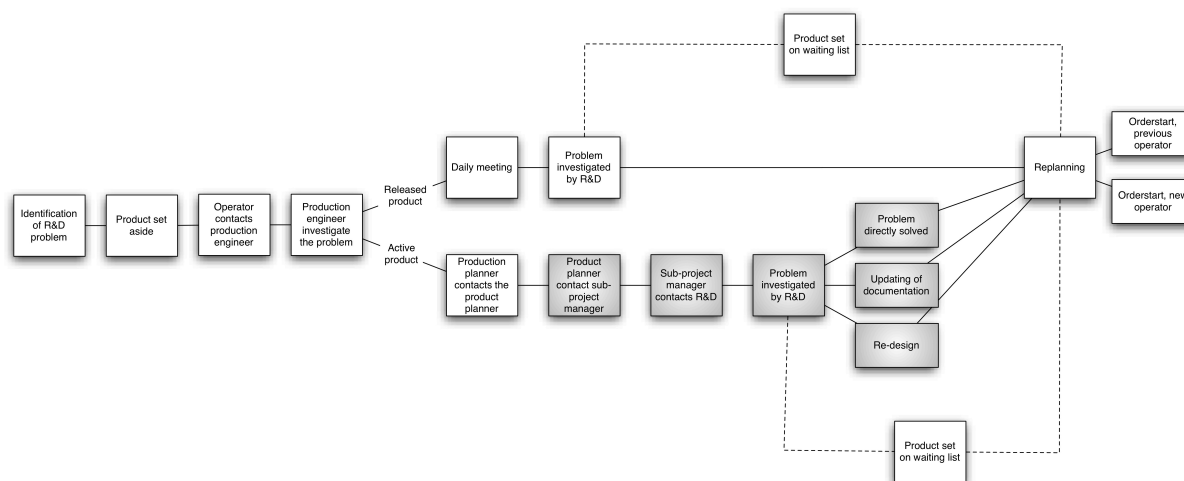 Product set
on waiting list
Daily meeting
Problem
investigated
by R&D
Replanning
Orderstart,
previous
operator
Orderstart, new
operator
Released
product
Identification
of R&D
problem
Product set
aside
Operator
contacts
production
engineer
Production
engineer
investigate
the problem
Active
product
Production
planner
contacts the
product
planner
Product
planner
contact sub-
project
manager
Sub-project
manager
contacts R&D
Problem
investigated
by R&D
Problem
directly solved
Updating of
documentation
Re-design
Product set
on waiting list